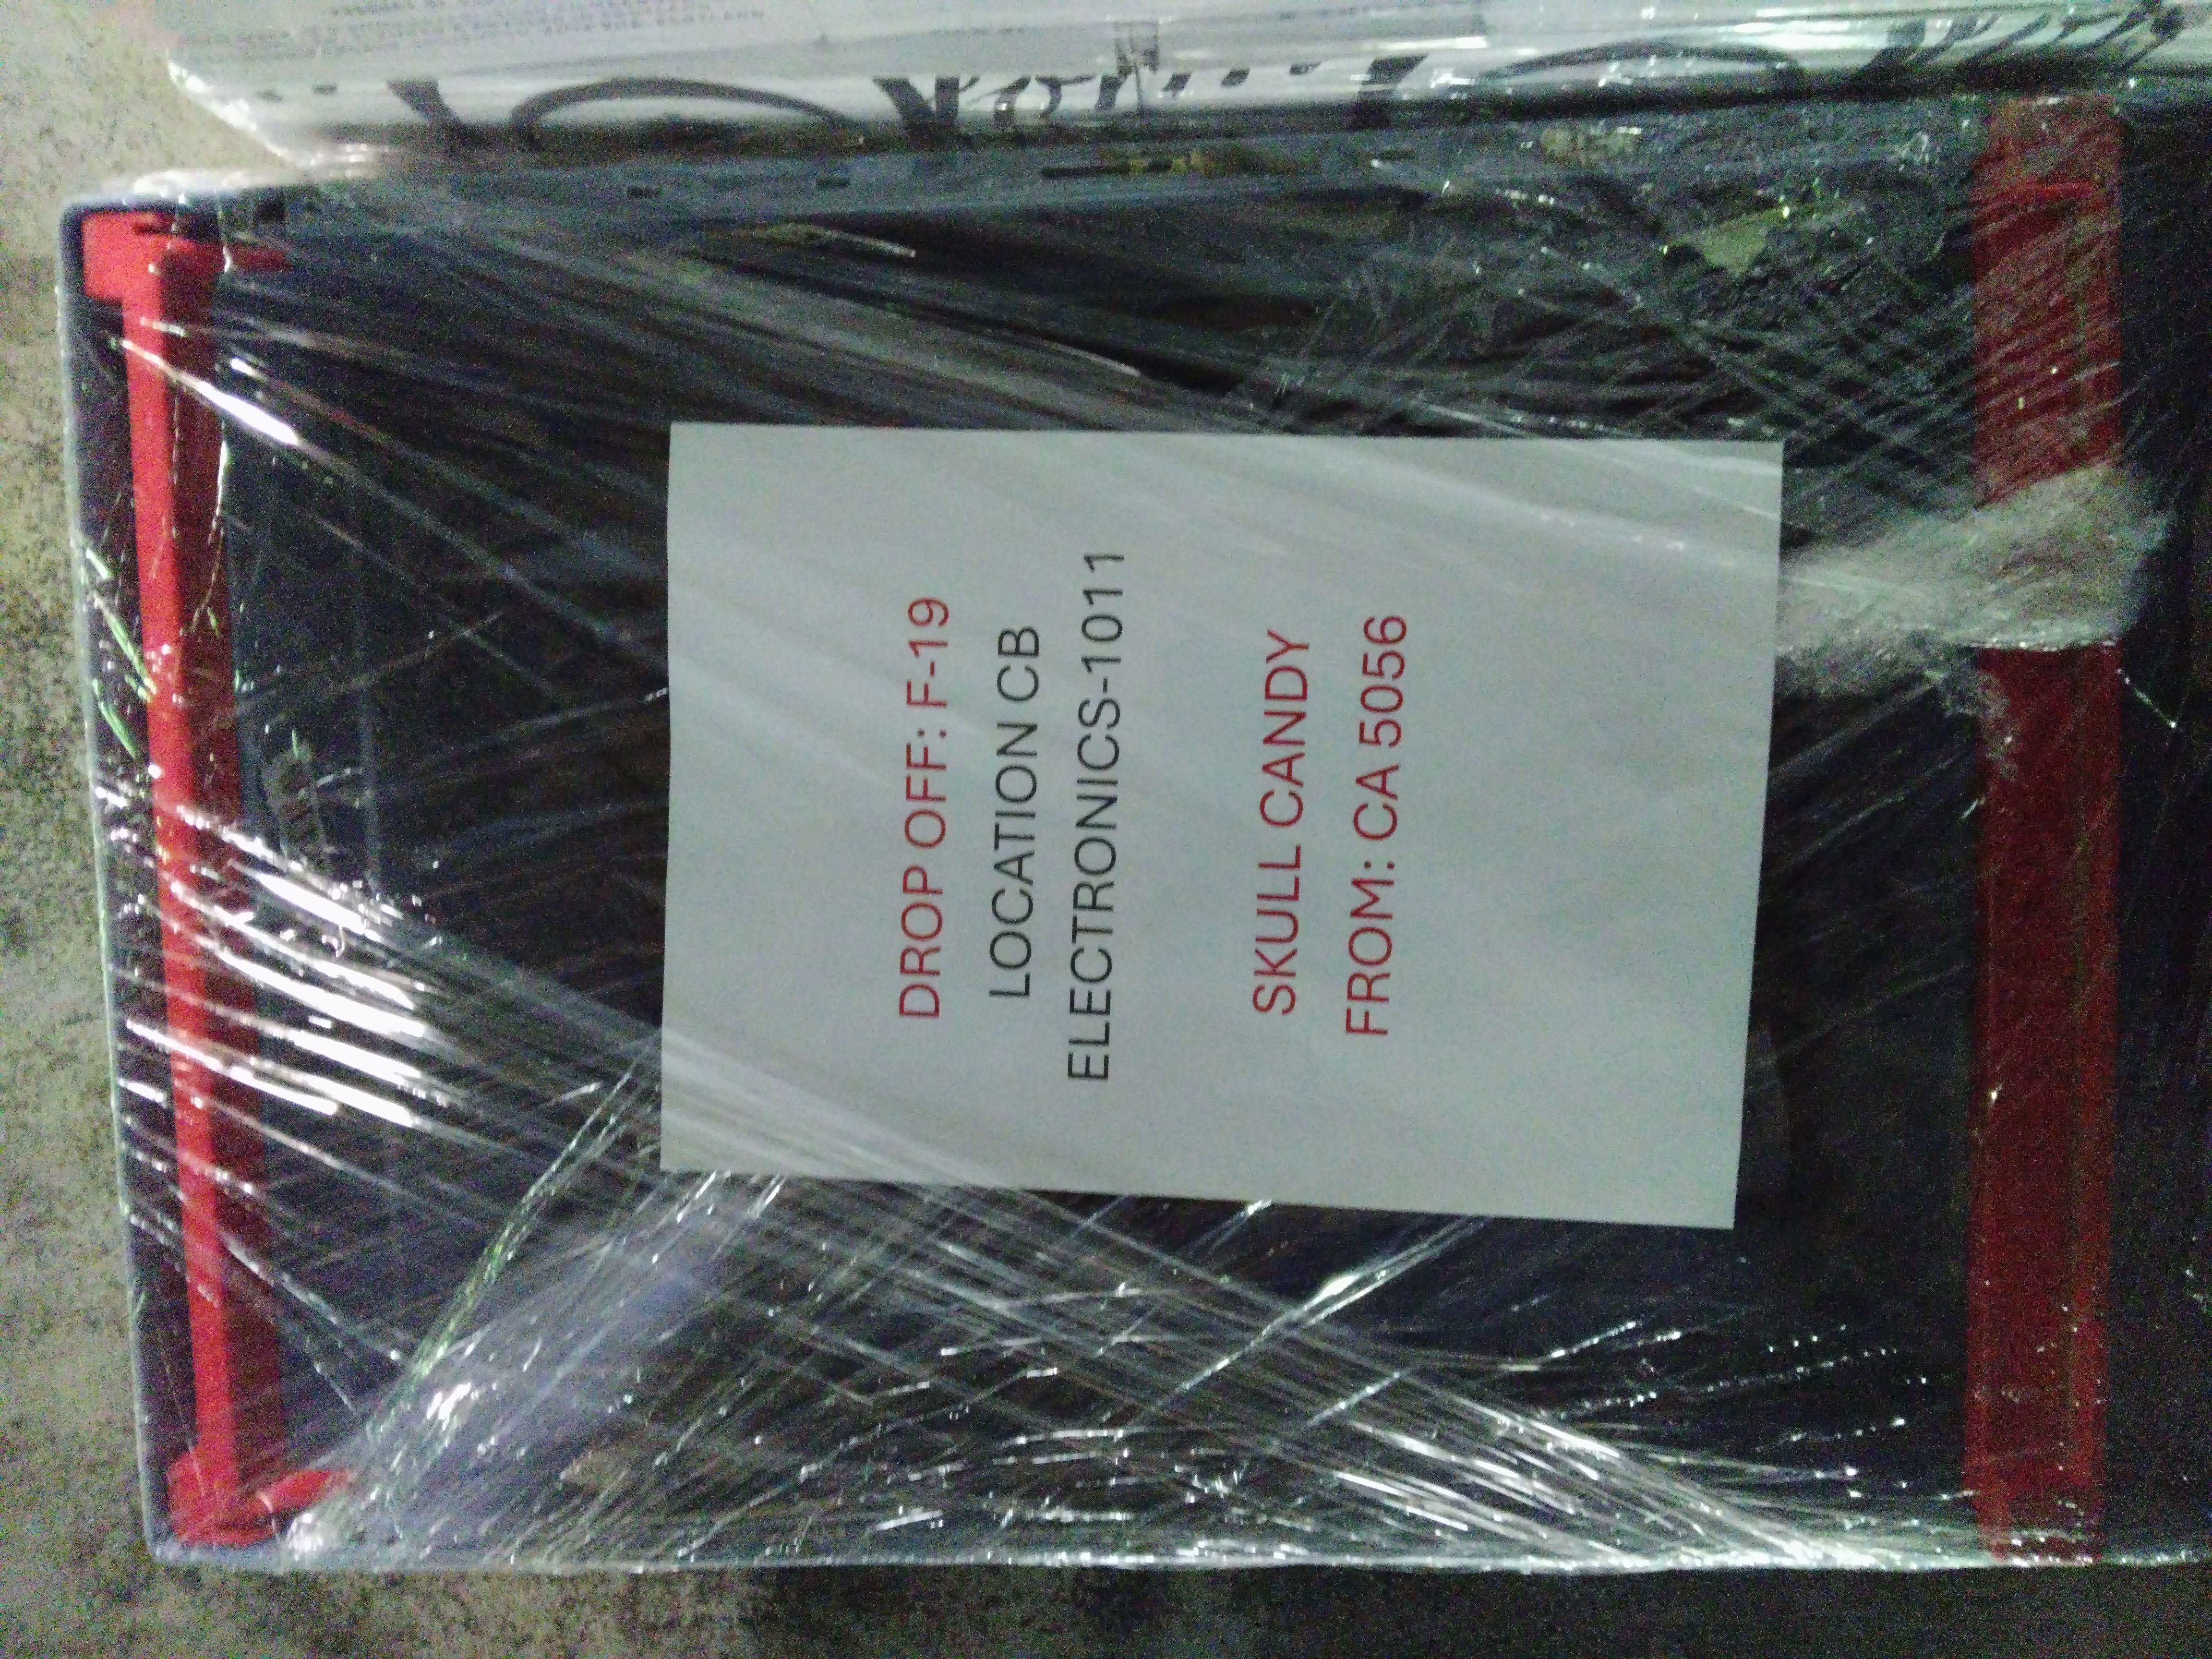 DROP OFF: F-19
LOCATION CB
ELECTRONICS-1011
SKULL CANDY
FROM: CA 5056